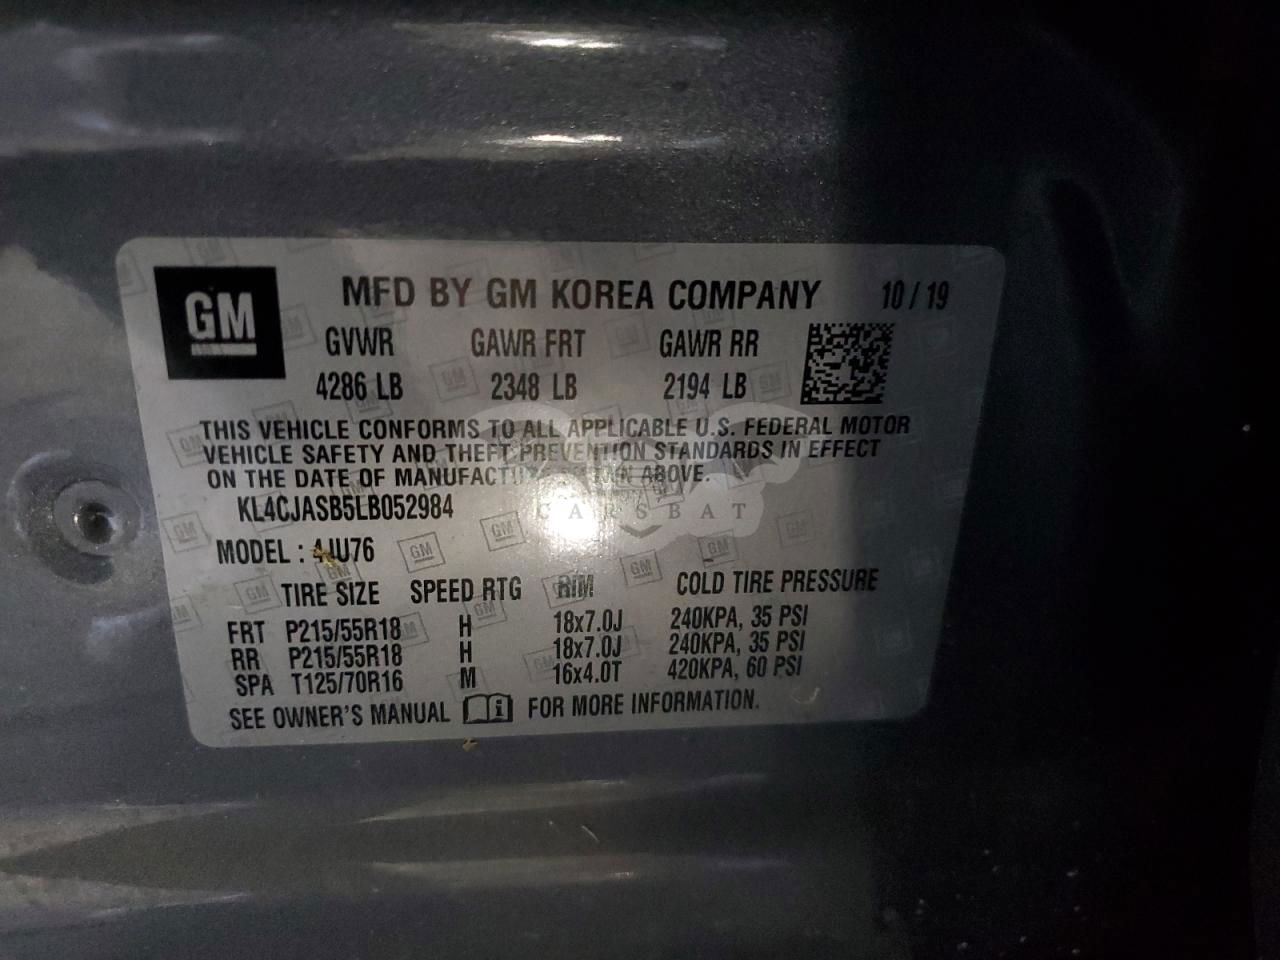 GM
MFD BY GM KOREA COMPANY 10 / 19
GVWR GAWR FRT GAWR RR
4286 LB 2348 LB 2194 LB
THIS VEHICLE CONFORMS TO ALL APPLICABLE U.S. FEDERAL MOTOR
VEHICLE SAFETY AND THEFT PREVENTION STANDARDS IN EFFECT
ON THE DATE OF MANUFACTURE ABOVE.
KL4CJASB5LB052984
CARSBAT
MODEL : 4JU76
TIRE SIZE SPEED RTG RIM COLD TIRE PRESSURE
FRT P215/55R18 H 18x7.0J 240KPA, 35 PSI
RR P215/55R18 H 18x7.0J 240KPA, 35 PSI
SPA T125/70R16 M 16x4.0T 420KPA, 60 PSI
SEE OWNER'S MANUAL i FOR MORE INFORMATION.